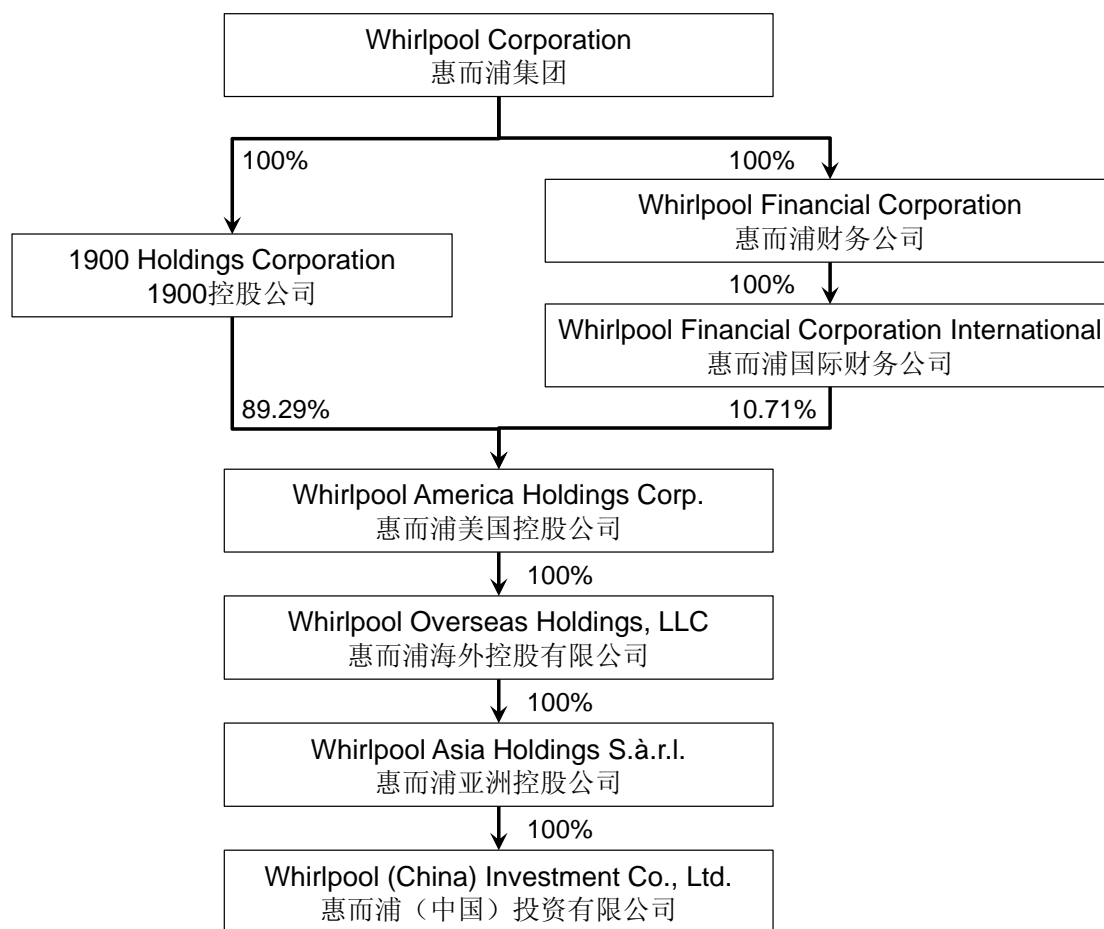 Whirlpool Corporation
惠而浦集团
100%
100%
Whirlpool Financial Corporation
惠而浦财务公司
1900 Holdings Corporation
1900控股公司
100%
Whirlpool Financial Corporation International
惠而浦国际财务公司
89.29%
10.71%
Whirlpool America Holdings Corp.
惠而浦美国控股公司
100%
Whirlpool Overseas Holdings, LLC
惠而浦海外控股有限公司
100%
Whirlpool Asia Holdings S.à.r.l.
惠而浦亚洲控股公司
100%
Whirlpool (China) Investment Co., Ltd.
惠而浦（中国）投资有限公司